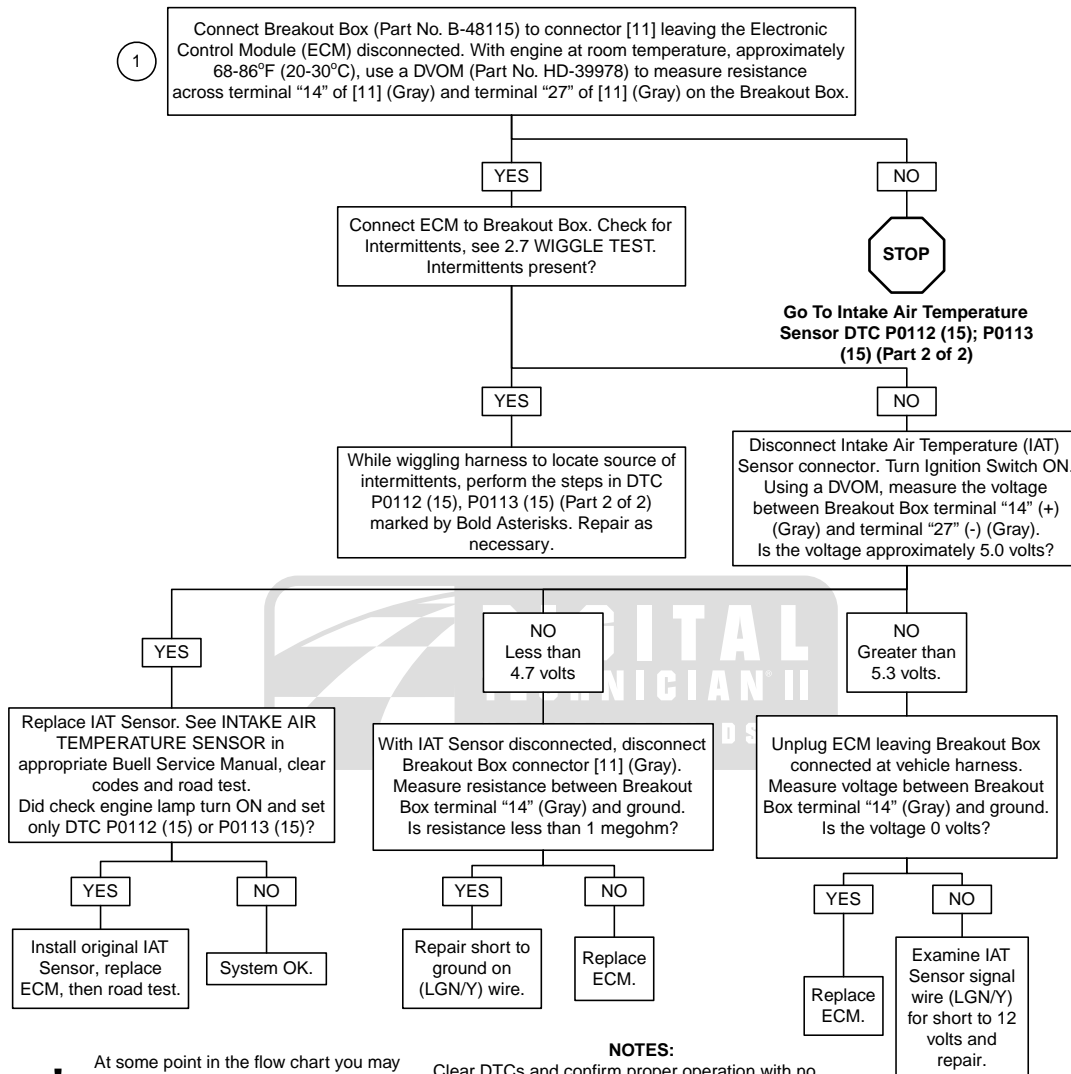 1
Connect Breakout Box (Part No. B-48115) to connector [11] leaving the Electronic
Control Module (ECM) disconnected. With engine at room temperature, approximately
68-86°F (20-30°C), use a DVOM (Part No. HD-39978) to measure resistance
across terminal “14” of [11] (Gray) and terminal “27” of [11] (Gray) on the Breakout Box.
YES
NO
Connect ECM to Breakout Box. Check for
Intermittents, see 2.7 WIGGLE TEST.
Intermittents present?
STOP
Go To Intake Air Temperature
Sensor DTC P0112 (15); P0113
(15) (Part 2 of 2)
YES
NO
While wiggling harness to locate source of
intermittents, perform the steps in DTC
P0112 (15), P0113 (15) (Part 2 of 2)
marked by Bold Asterisks. Repair as
necessary.
Disconnect Intake Air Temperature (IAT)
Sensor connector. Turn Ignition Switch ON.
Using a DVOM, measure the voltage
between Breakout Box terminal “14” (+)
(Gray) and terminal “27” (-) (Gray).
Is the voltage approximately 5.0 volts?
YES
NO
Less than
4.7 volts
NO
Greater than
5.3 volts.
Replace IAT Sensor. See INTAKE AIR
TEMPERATURE SENSOR in
appropriate Buell Service Manual, clear
codes and road test.
Did check engine lamp turn ON and set
only DTC P0112 (15) or P0113 (15)?
With IAT Sensor disconnected, disconnect
Breakout Box connector [11] (Gray).
Measure resistance between Breakout
Box terminal “14” (Gray) and ground.
Is resistance less than 1 megohm?
Unplug ECM leaving Breakout Box
connected at vehicle harness.
Measure voltage between Breakout
Box terminal “14” (Gray) and ground.
Is the voltage 0 volts?
YES
NO
YES
NO
YES
NO
Install original IAT
Sensor, replace
ECM, then road test.
System OK.
Repair short to
ground on
(LGN/Y) wire.
Replace
ECM.
Replace
ECM.
Examine IAT
Sensor signal
wire (LGN/Y)
for short to 12
volts and
repair.
DIGITAL
TECHNICIAN® II
At some point in the flow chart you may
NOTES:
Clear DTCs and confirm proper operation with no